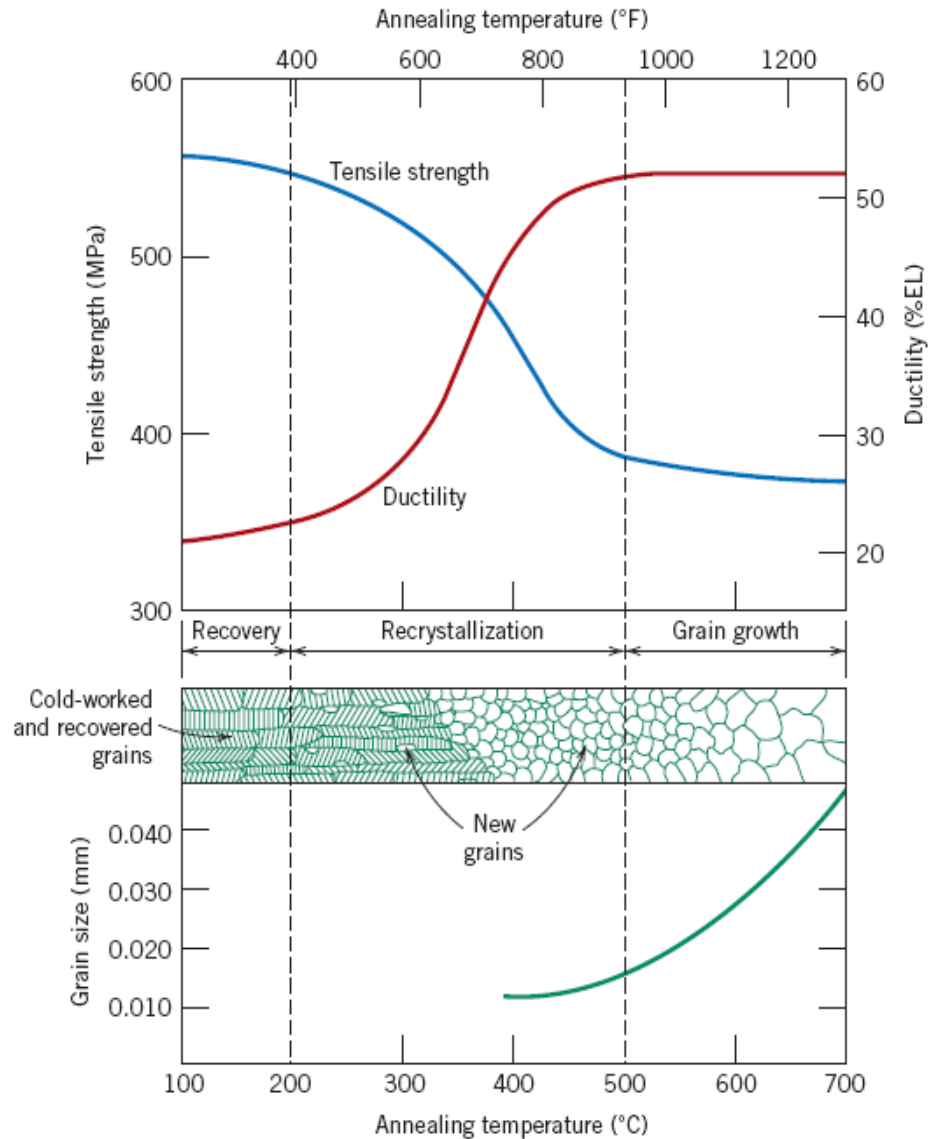 Annealing temperature (°F)
400 600 800 1000 1200
600
500
400
300
Tensile strength (MPa)
60
50
40
30
20
Ductility (%EL)
Tensile strength
Ductility
Recovery Recrystallization Grain growth
Cold-worked
and recovered
grains
New
grains
0.040
0.030
0.020
0.010
Grain size (mm)
100 200 300 400 500 600 700
Annealing temperature (°C)